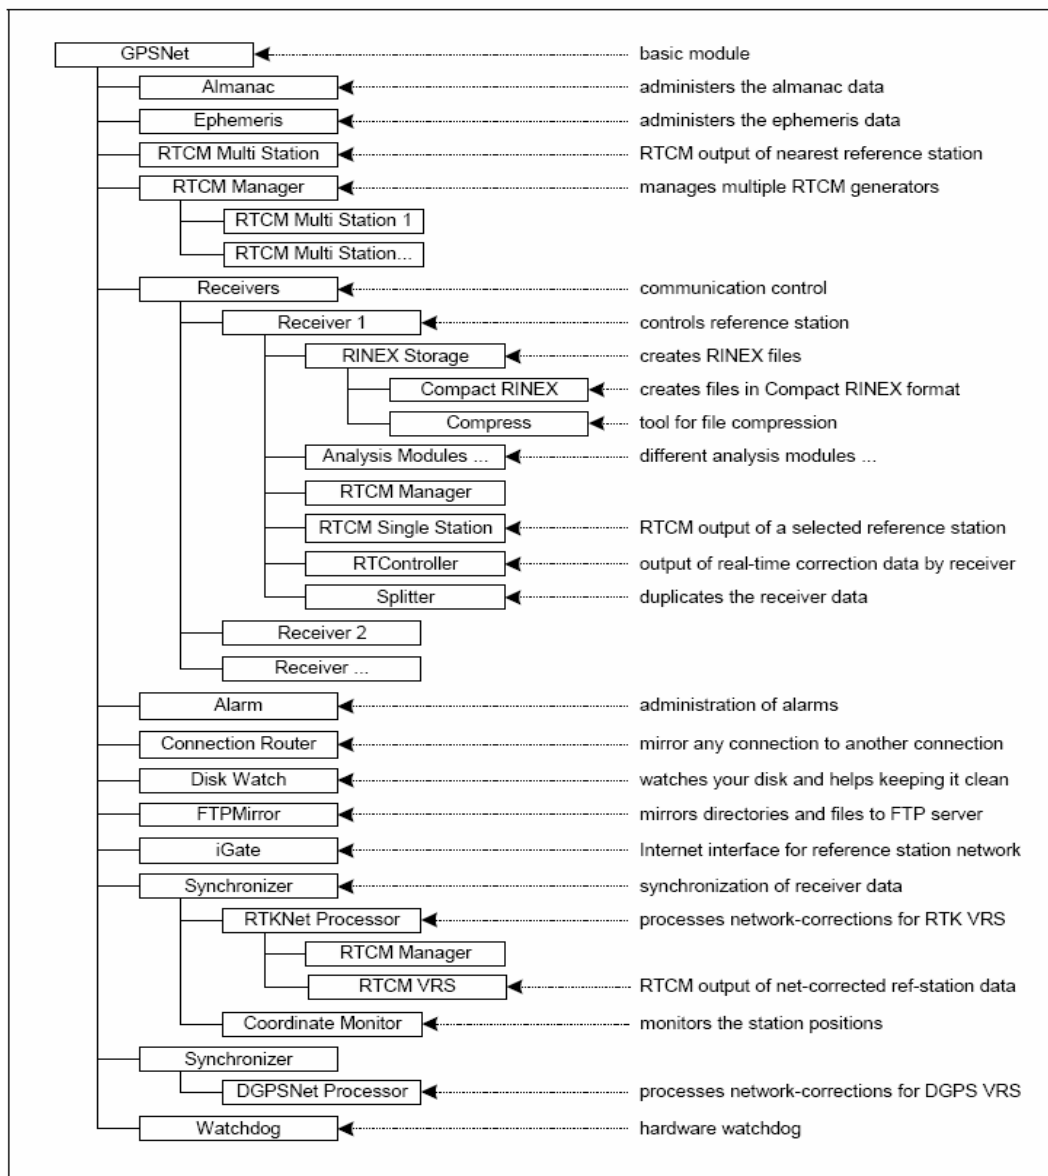 GPSNet basic module
Almanac administers the almanac data
Ephemeris administers the ephemeris data
RTCM Multi Station RTCM output of nearest reference station
RTCM Manager manages multiple RTCM generators
RTCM Multi Station 1
RTCM Multi Station...
Receivers communication control
Receiver 1 controls reference station
RINEX Storage creates RINEX files
Compact RINEX creates files in Compact RINEX format
Compress tool for file compression
Analysis Modules ... different analysis modules ...
RTCM Manager
RTCM Single Station RTCM output of a selected reference station
RTController output of real-time correction data by receiver
Splitter duplicates the receiver data
Receiver 2
Receiver ...
Alarm administration of alarms
Connection Router mirror any connection to another connection
Disk Watch watches your disk and helps keeping it clean
FTPMirror mirrors directories and files to FTP server
iGate Internet interface for reference station network
Synchronizer synchronization of receiver data
RTKNet Processor processes network-corrections for RTK VRS
RTCM Manager
RTCM VRS RTCM output of net-corrected ref-station data
Coordinate Monitor monitors the station positions
Synchronizer
DGPSNet Processor processes network-corrections for DGPS VRS
Watchdog hardware watchdog